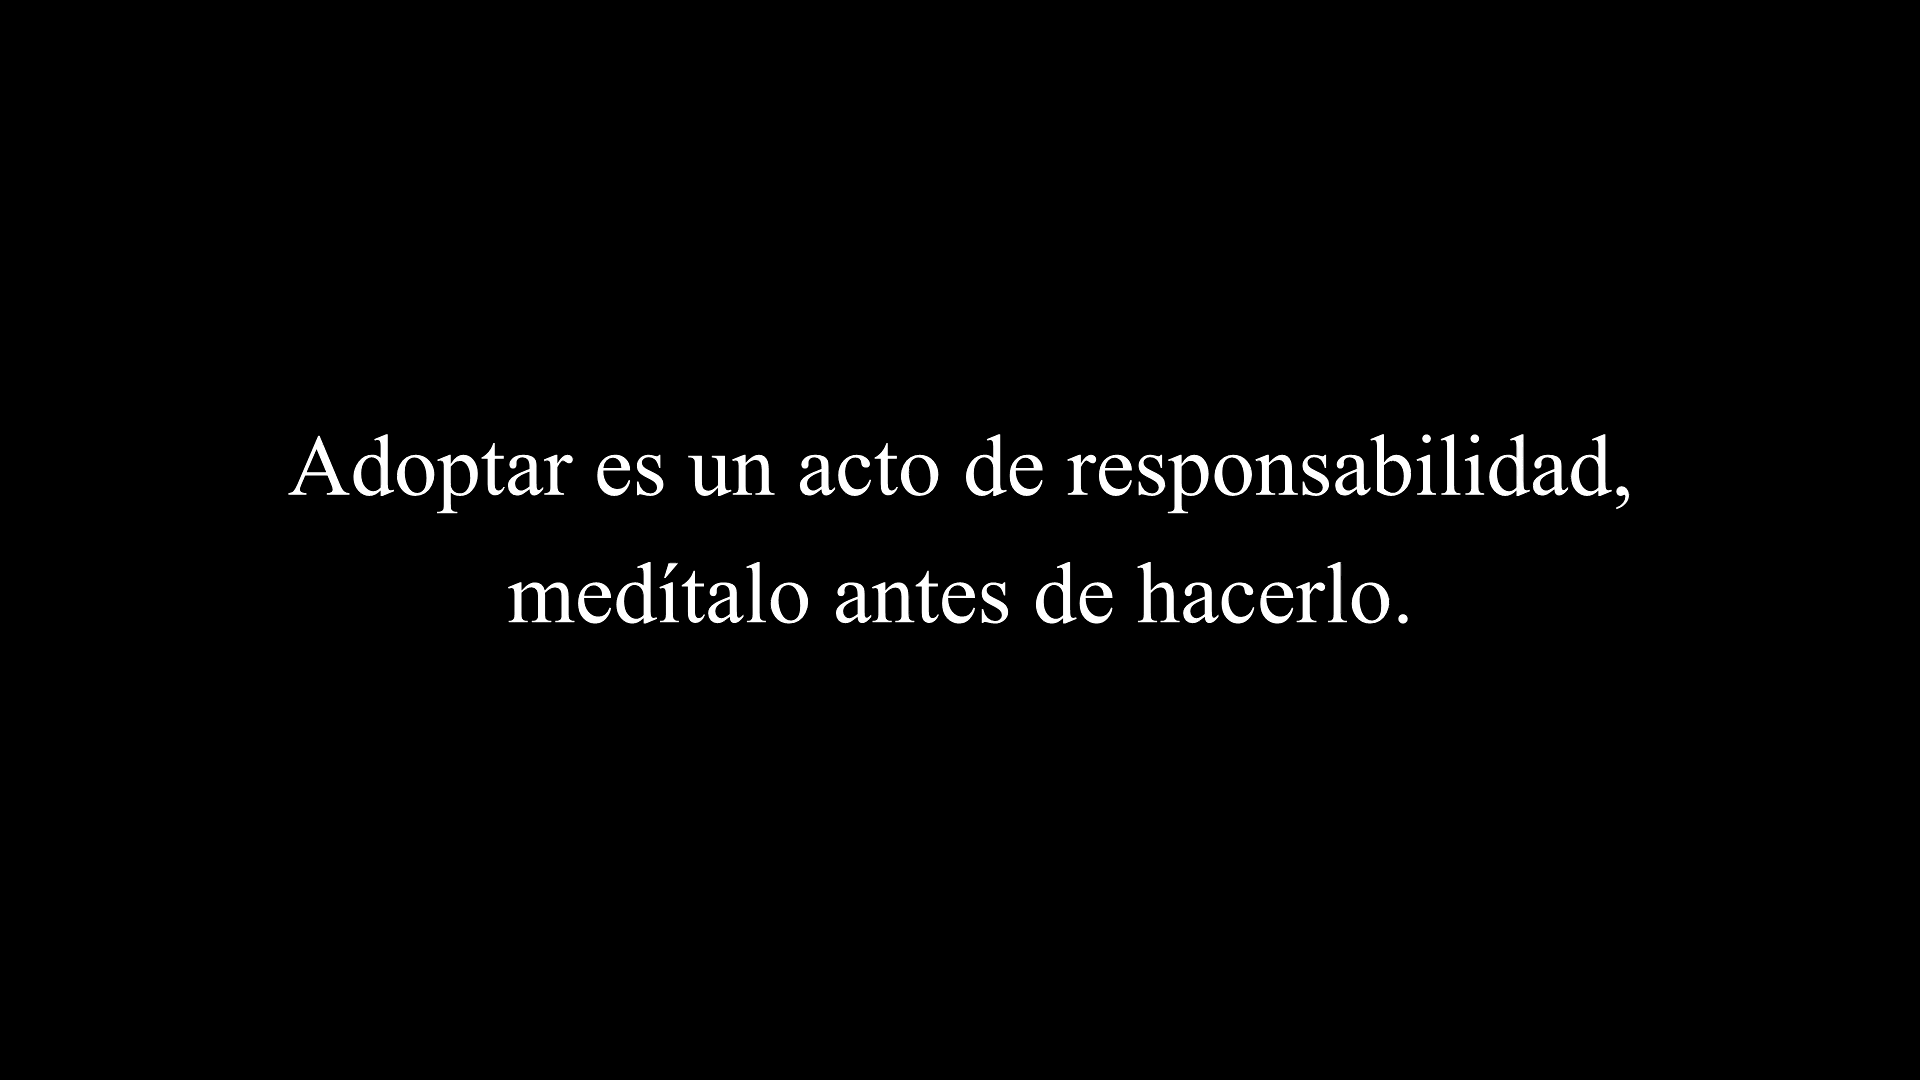 Adoptar es un acto de responsabilidad,
medítalo antes de hacerlo.